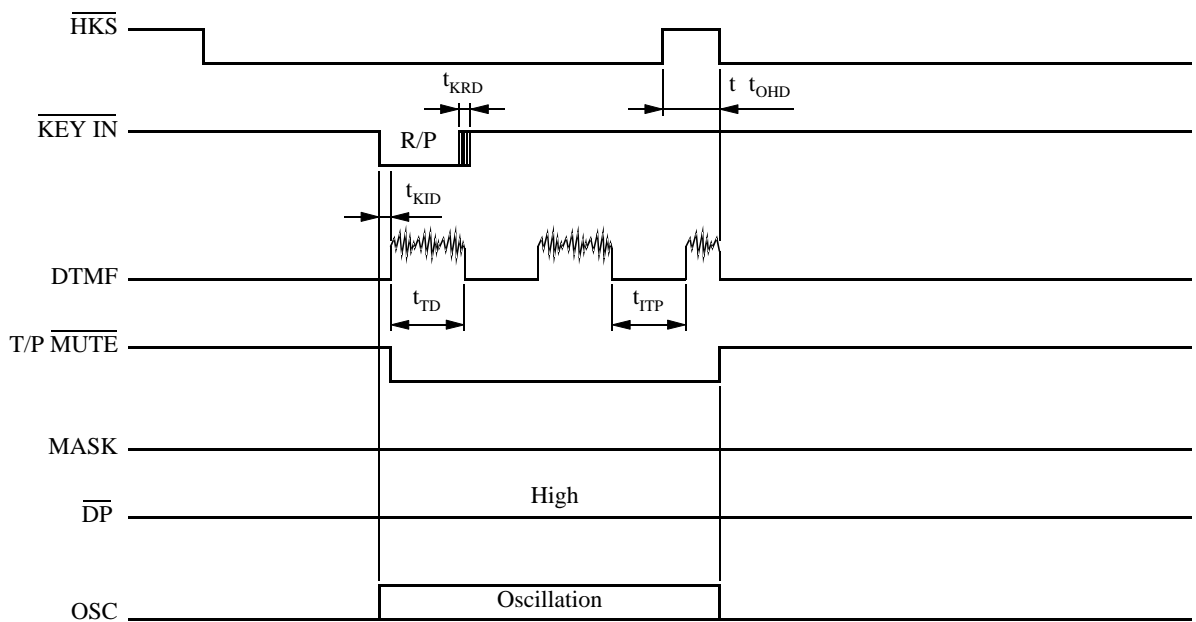 HKS
t_KRD
t t_OHD
KEY IN
R/P
t_KID
DTMF
t_TD
t_ITP
T/P MUTE
MASK
High
DP
Oscillation
OSC